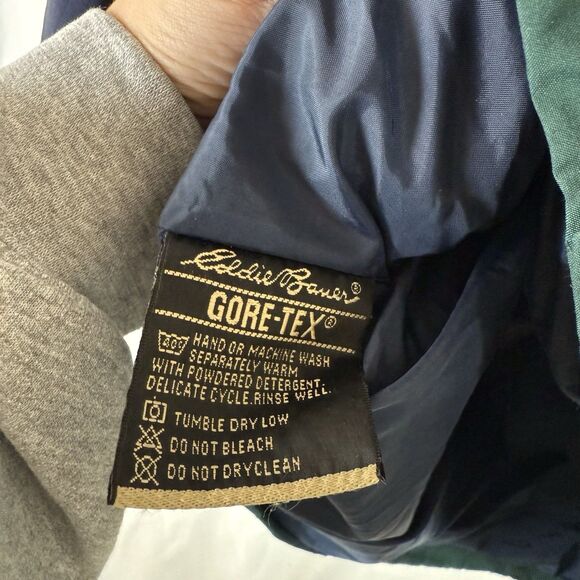 Eddie Bauer®
GORE-TEX®
40°
HAND OR MACHINE WASH
SEPARATELY WARM
WITH POWDERED DETERGENT.
DELICATE CYCLE.RINSE WELL.
TUMBLE DRY LOW
DO NOT BLEACH
DO NOT DRYCLEAN